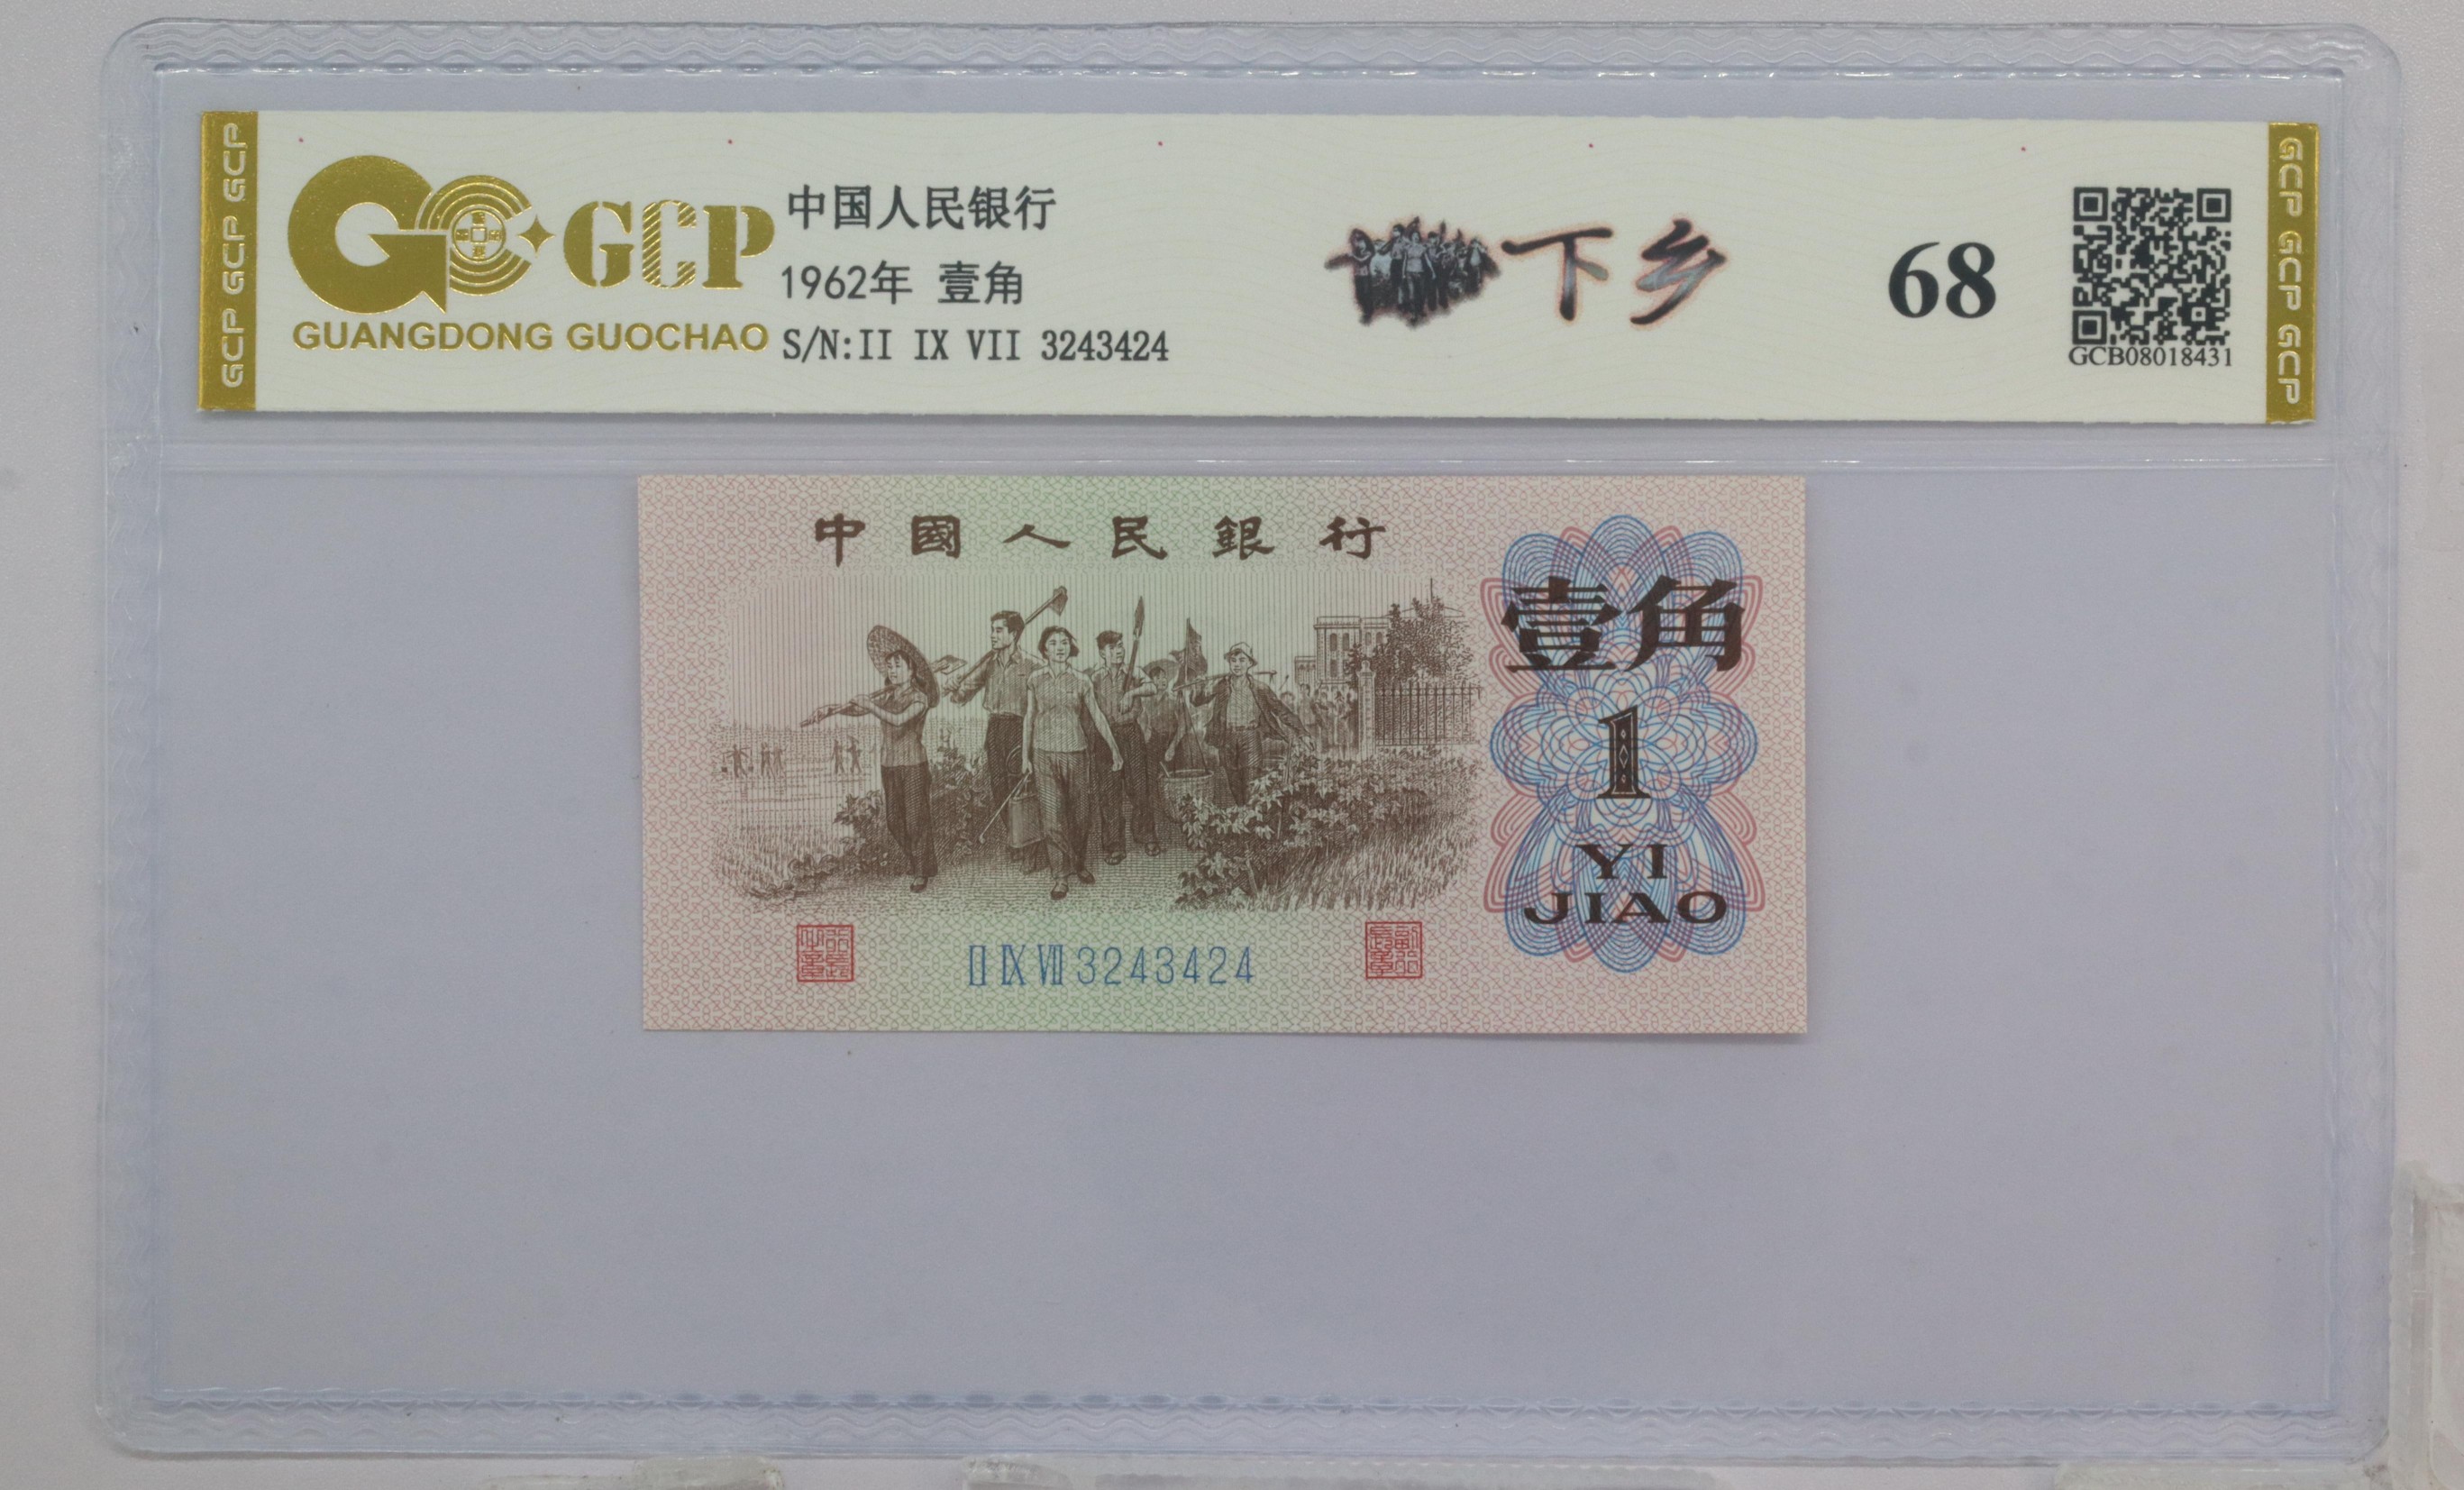 GCP GCP GCP
GCP
GUANGDONG GUOCHAO
中国人民银行
1962年 壹角
S/N:II IX VII 3243424
下乡
68
GCB08018431
GCP GCP GCP
中國人民銀行
壹角
1
YI
JIAO
II IX VII 3243424